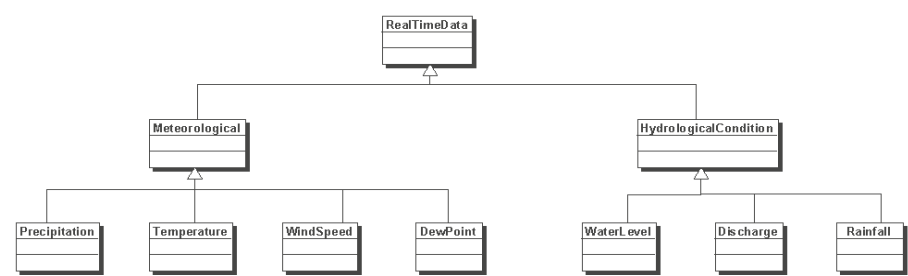 RealTimeData
Meteorological
HydrologicalCondition
Precipitation
Temperature
WindSpeed
DewPoint
WaterLevel
Discharge
Rainfall